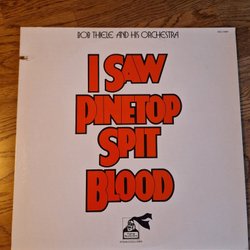 BOB THIELE AND HIS ORCHESTRA
I SAW
PINETOP
SPIT
BLOOD